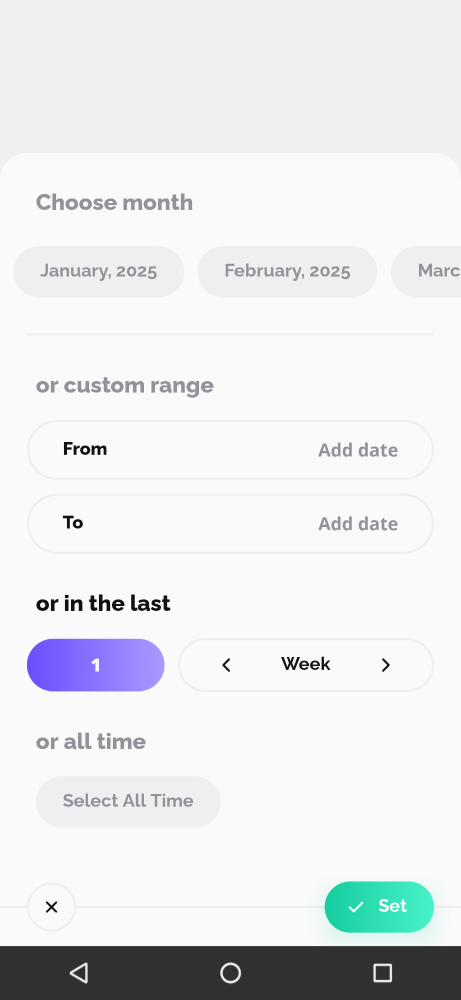 Choose month
January, 2025
February, 2025
Marc
or custom range
From
Add date
To
Add date
or in the last
1
Week
or all time
Select All Time
Set